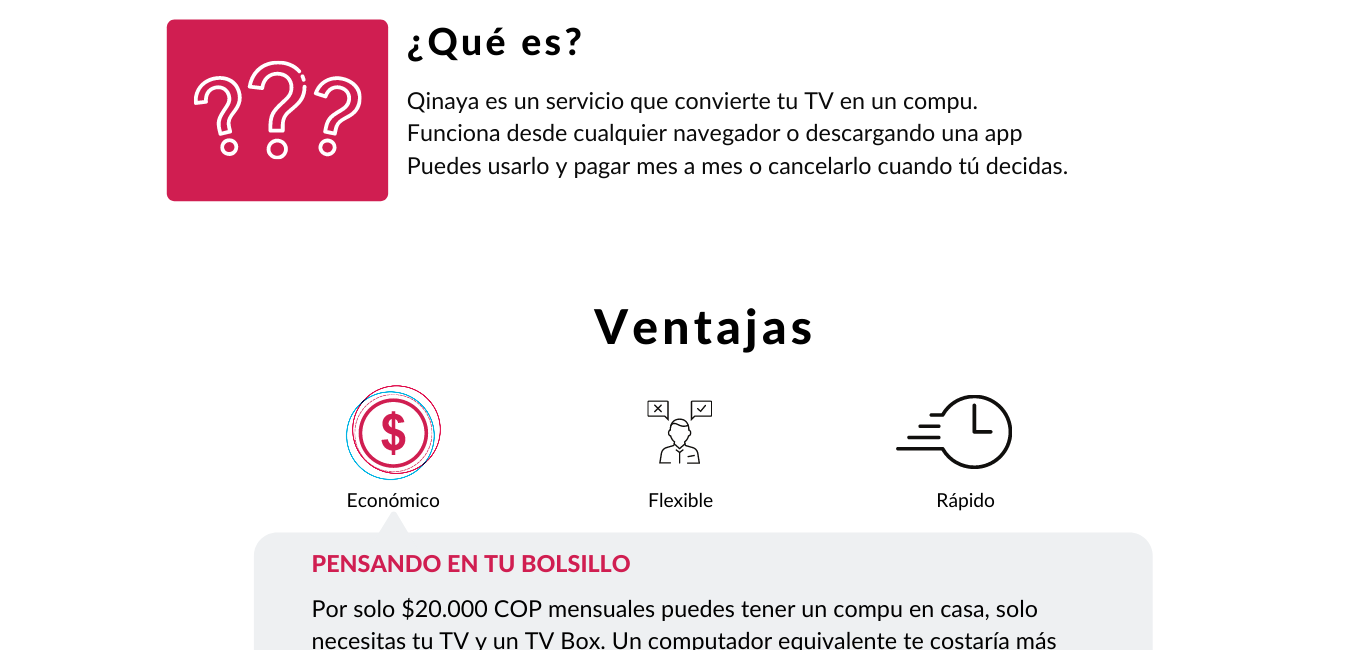 ¿Qué es?
Qinaya es un servicio que convierte tu TV en un compu.
Funciona desde cualquier navegador o descargando una app
Puedes usarlo y pagar mes a mes o cancelarlo cuando tú decidas.
Ventajas
Económico
Flexible
Rápido
PENSANDO EN TU BOLSILLO
Por solo $20.000 COP mensuales puedes tener un compu en casa, solo
necesitas tu TV y un TV Box. Un computador equivalente te costaría más